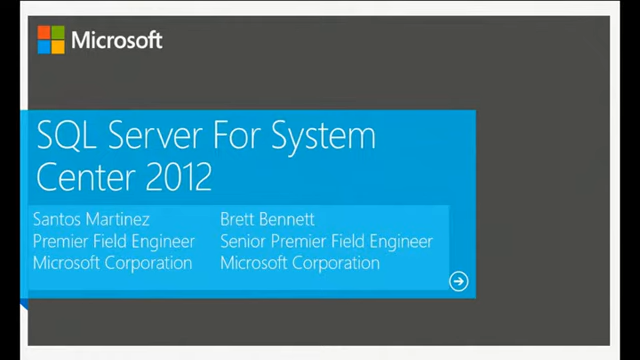 Microsoft
SQL Server For System
Center 2012
Santos Martinez
Premier Field Engineer
Microsoft Corporation
Brett Bennett
Senior Premier Field Engineer
Microsoft Corporation